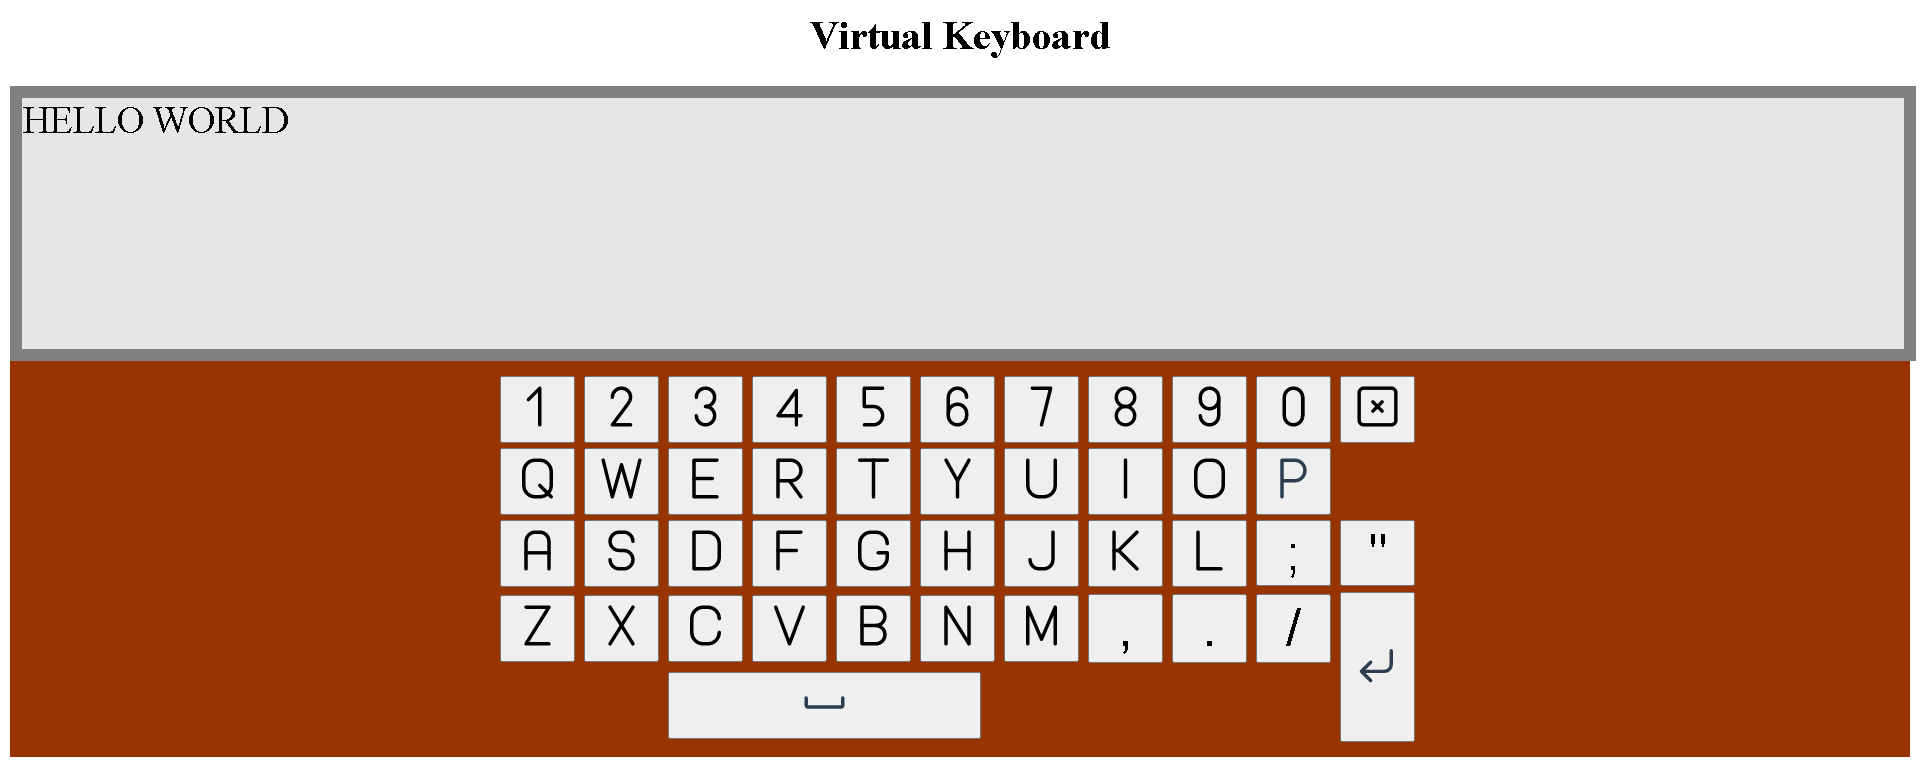 Virtual Keyboard
HELLO WORLD
1 2 3 4 5 6 7 8 9 0
Q W E R T Y U I O P
A S D F G H J K L ; "
Z X C V B N M , . /